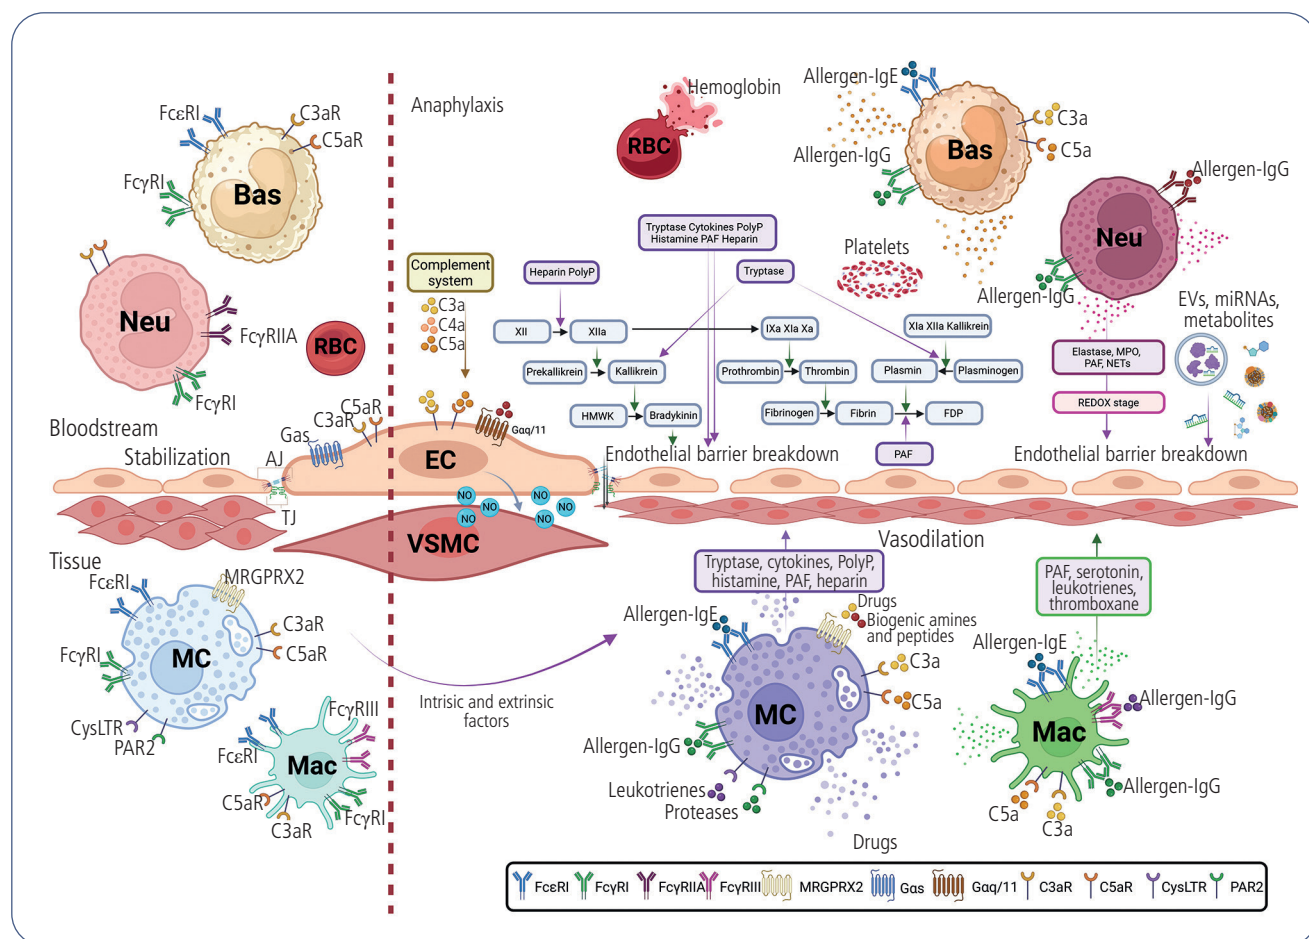 FcεRI
C3aR
C5aR
FcγRI
Bas
Neu
FcγRIIA
FcγRI
RBC
Bloodstream
Stabilization
AJ
TJ
Gas
C3aR
C5aR
Tissue
FcεRI
MRGPRX2
C3aR
C5aR
FcγRI
MC
CysLTR
PAR2
FcγRIII
FcεRI
Mac
C5aR
C3aR
FcγRI
Anaphylaxis
Complement
system
C3a
C4a
C5a
Gαq/11
EC
NO
NO
NO
NO
NO
NO
VSMC
Intrisic and extrinsic
factors
Hemoglobin
RBC
Tryptase Cytokines PolyP
Histamine PAF Heparin
Heparin PolyP
Tryptase
Platelets
XII
XIIa
IXa XIa Xa
XIa XIIa Kallikrein
Prekallikrein
Kallikrein
Prothrombin
Thrombin
Plasmin
Plasminogen
HMWK
Bradykinin
Fibrinogen
Fibrin
FDP
PAF
Endothelial barrier breakdown
Allergen-IgE
Allergen-IgG
Bas
C3a
C5a
Allergen-IgG
Neu
Allergen-IgG
EVs, miRNAs,
metabolites
Elastase, MPO,
PAF, NETs
REDOX stage
Endothelial barrier breakdown
Vasodilation
Tryptase, cytokines, PolyP,
histamine, PAF, heparin
PAF, serotonin,
leukotrienes,
thromboxane
Allergen-IgE
Drugs
Biogenic amines
and peptides
C3a
C5a
MC
Allergen-IgG
Leukotrienes
Proteases
Drugs
Allergen-IgE
Allergen-IgG
Mac
Allergen-IgG
C5a
C3a
FcεRI FcγRI FcγRIIA FcγRIII MRGPRX2 Gαs Gαq/11 C3aR C5aR CysLTR PAR2